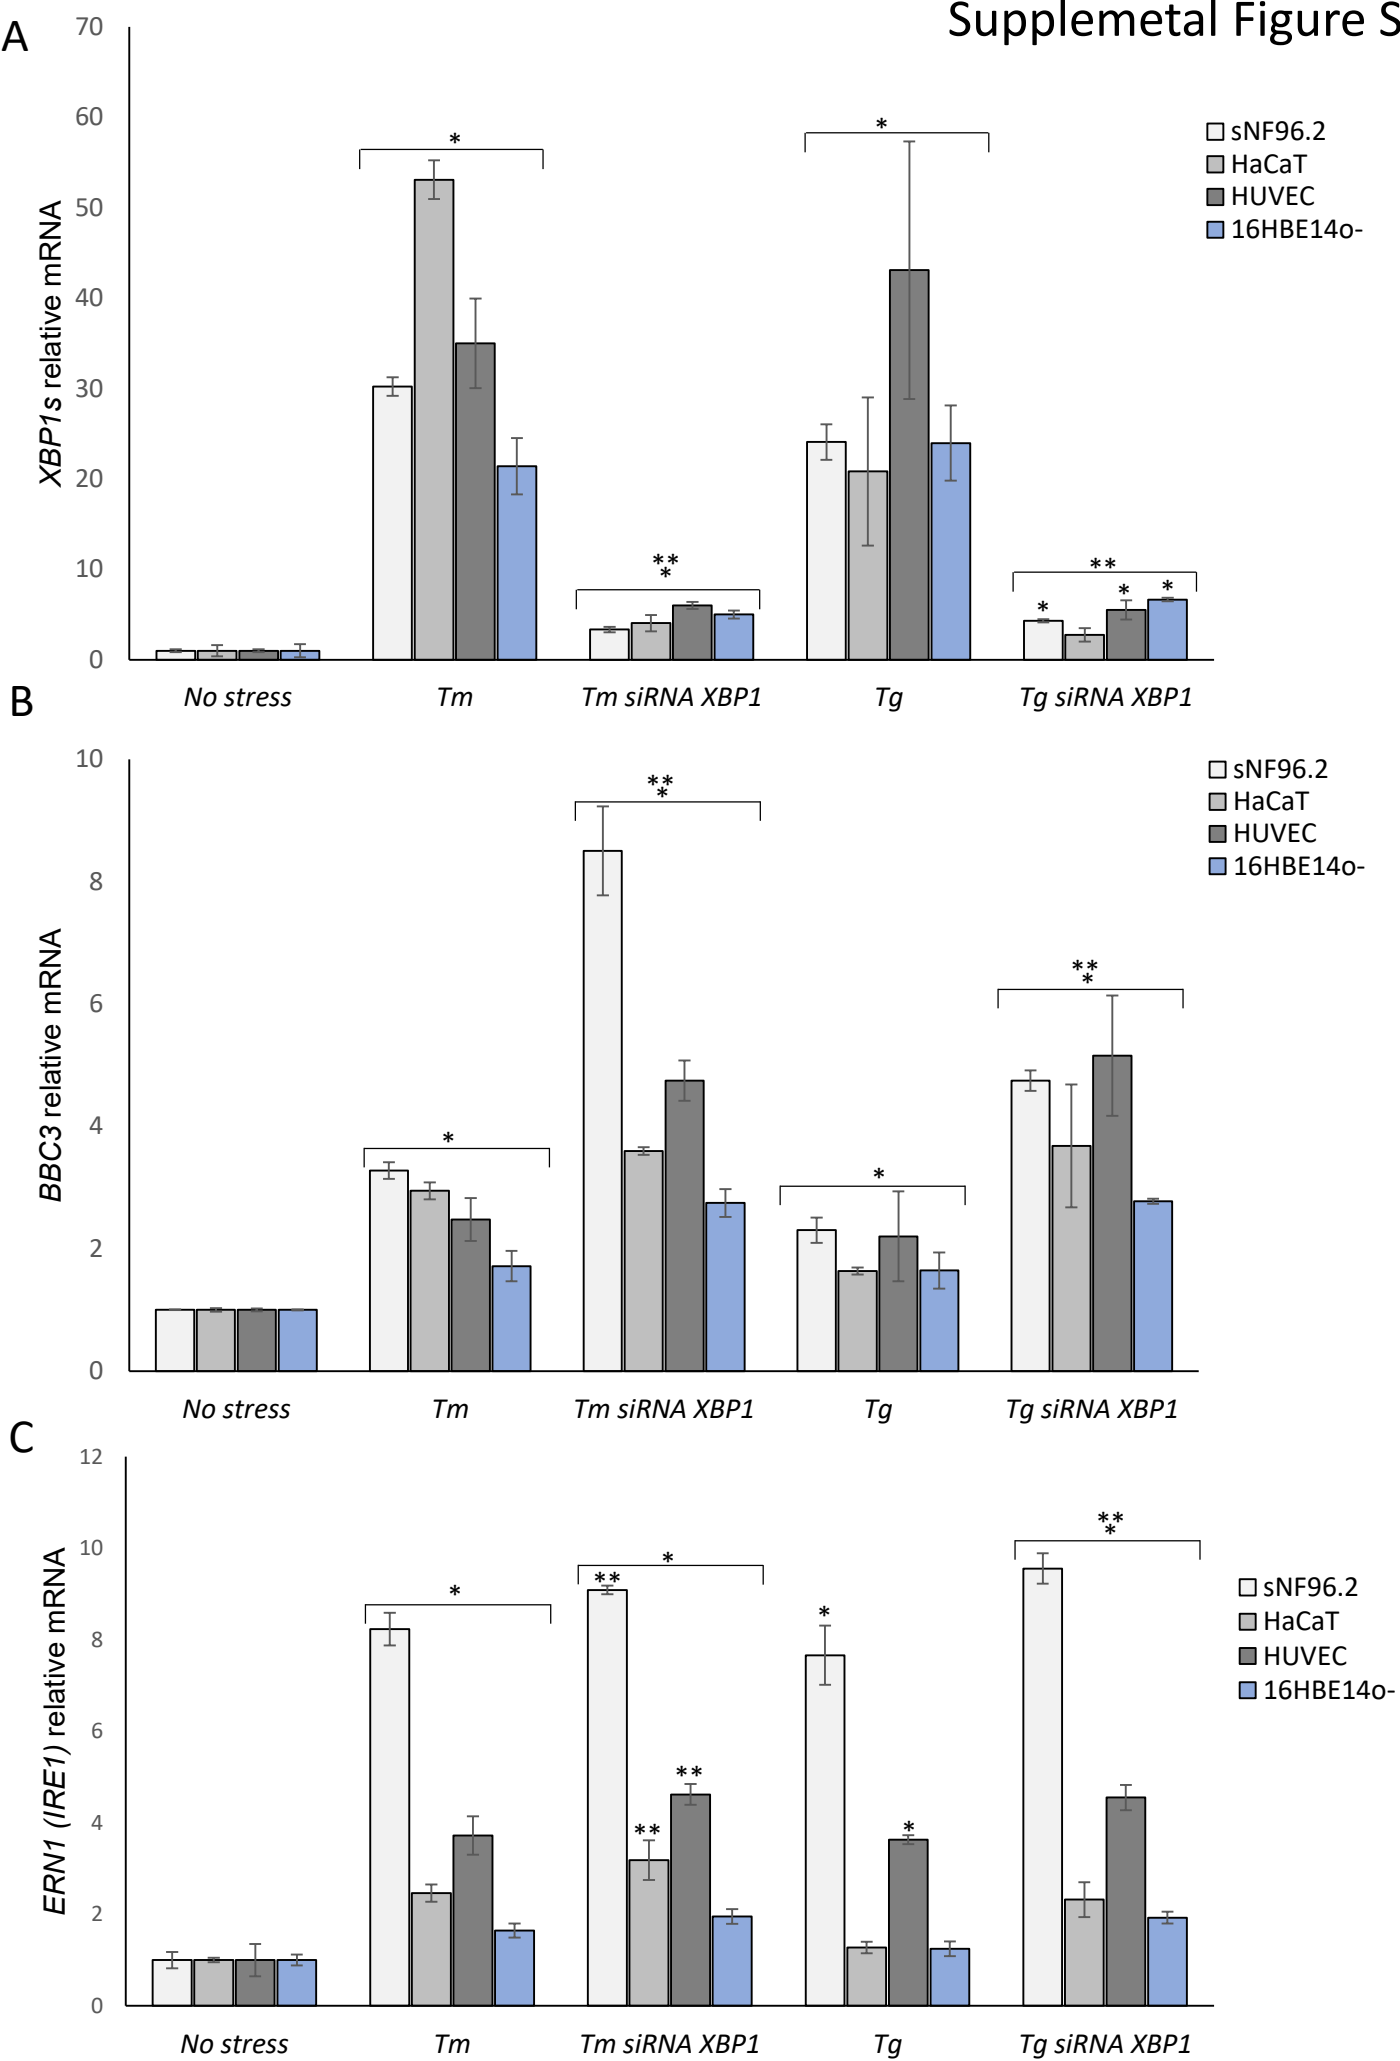 Supplemetal Figure S
A
70
60
50
40
30
20
10
0
XBP1s relative mRNA
*
**
*
*
**
*
*
*
sNF96.2
HaCaT
HUVEC
16HBE14o-
No stress
Tm
Tm siRNA XBP1
Tg
Tg siRNA XBP1
B
10
8
6
4
2
0
BBC3 relative mRNA
*
**
*
*
**
*
sNF96.2
HaCaT
HUVEC
16HBE14o-
No stress
Tm
Tm siRNA XBP1
Tg
Tg siRNA XBP1
C
12
10
8
6
4
2
0
ERN1 (IRE1) relative mRNA
*
*
**
**
**
*
*
**
*
sNF96.2
HaCaT
HUVEC
16HBE14o-
No stress
Tm
Tm siRNA XBP1
Tg
Tg siRNA XBP1